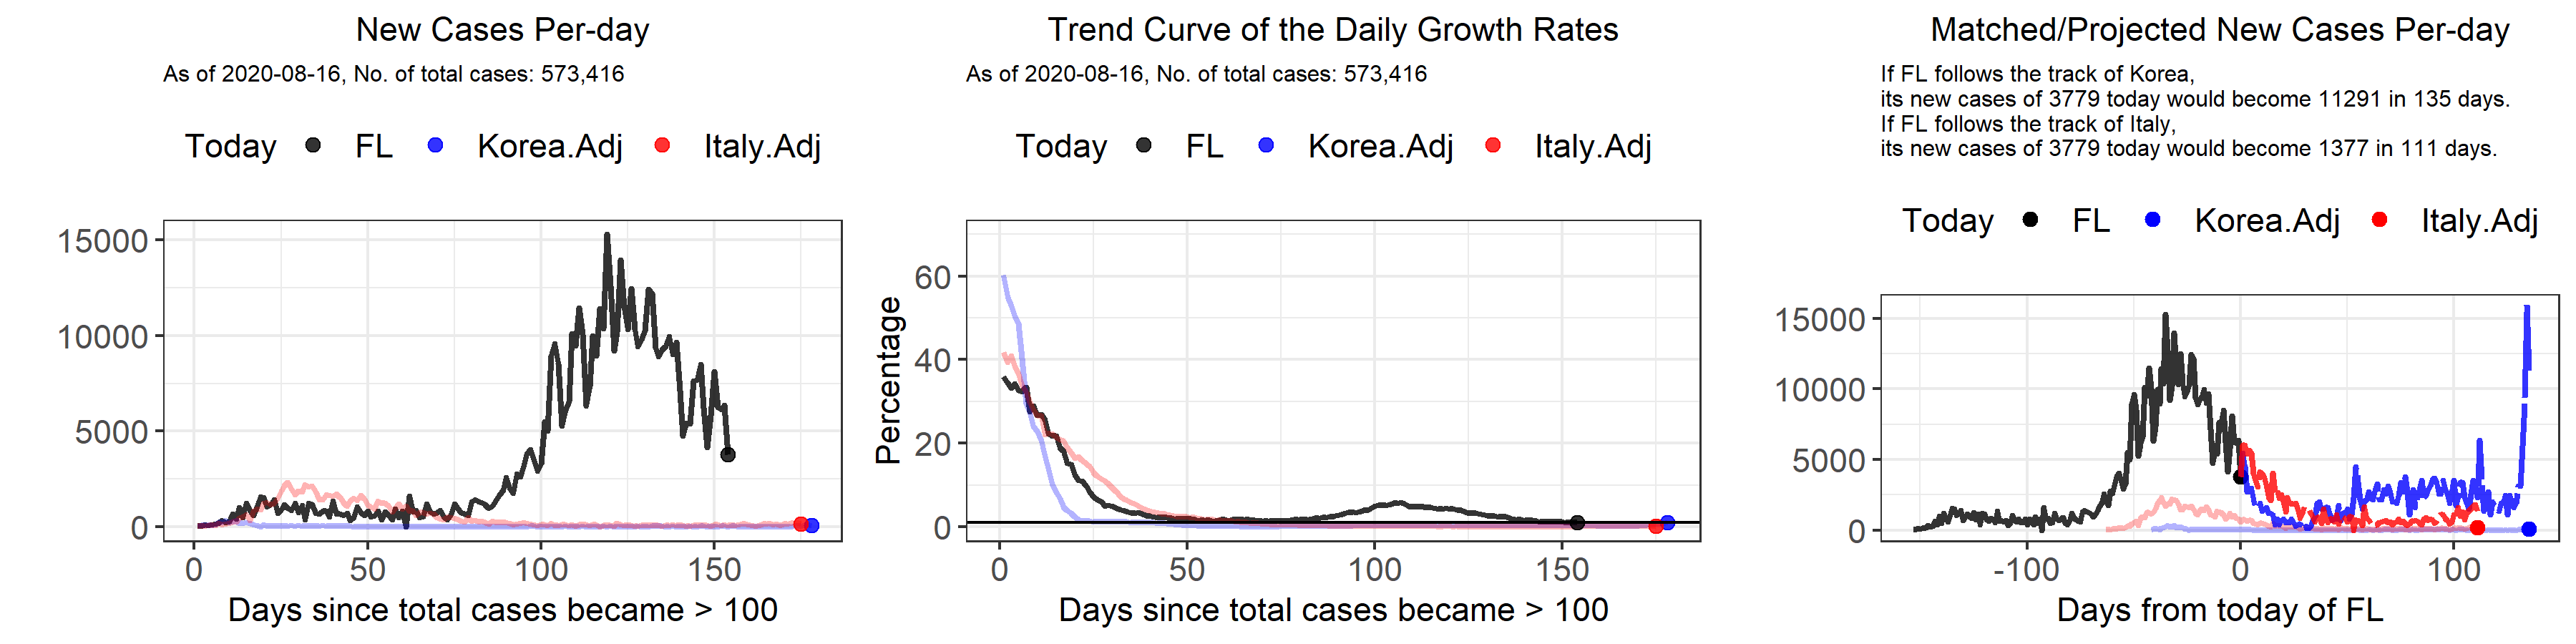 New Cases Per-day
As of 2020-08-16, No. of total cases: 573,416
Today FL Korea.Adj Italy.Adj
15000
10000
5000
0
0 50 100 150
Days since total cases became > 100
Trend Curve of the Daily Growth Rates
As of 2020-08-16, No. of total cases: 573,416
Today FL Korea.Adj Italy.Adj
Percentage
60
40
20
0
0 50 100 150
Days since total cases became > 100
Matched/Projected New Cases Per-day
If FL follows the track of Korea,
its new cases of 3779 today would become 11291 in 135 days.
If FL follows the track of Italy,
its new cases of 3779 today would become 1377 in 111 days.
Today FL Korea.Adj Italy.Adj
15000
10000
5000
0
-100 0 100
Days from today of FL